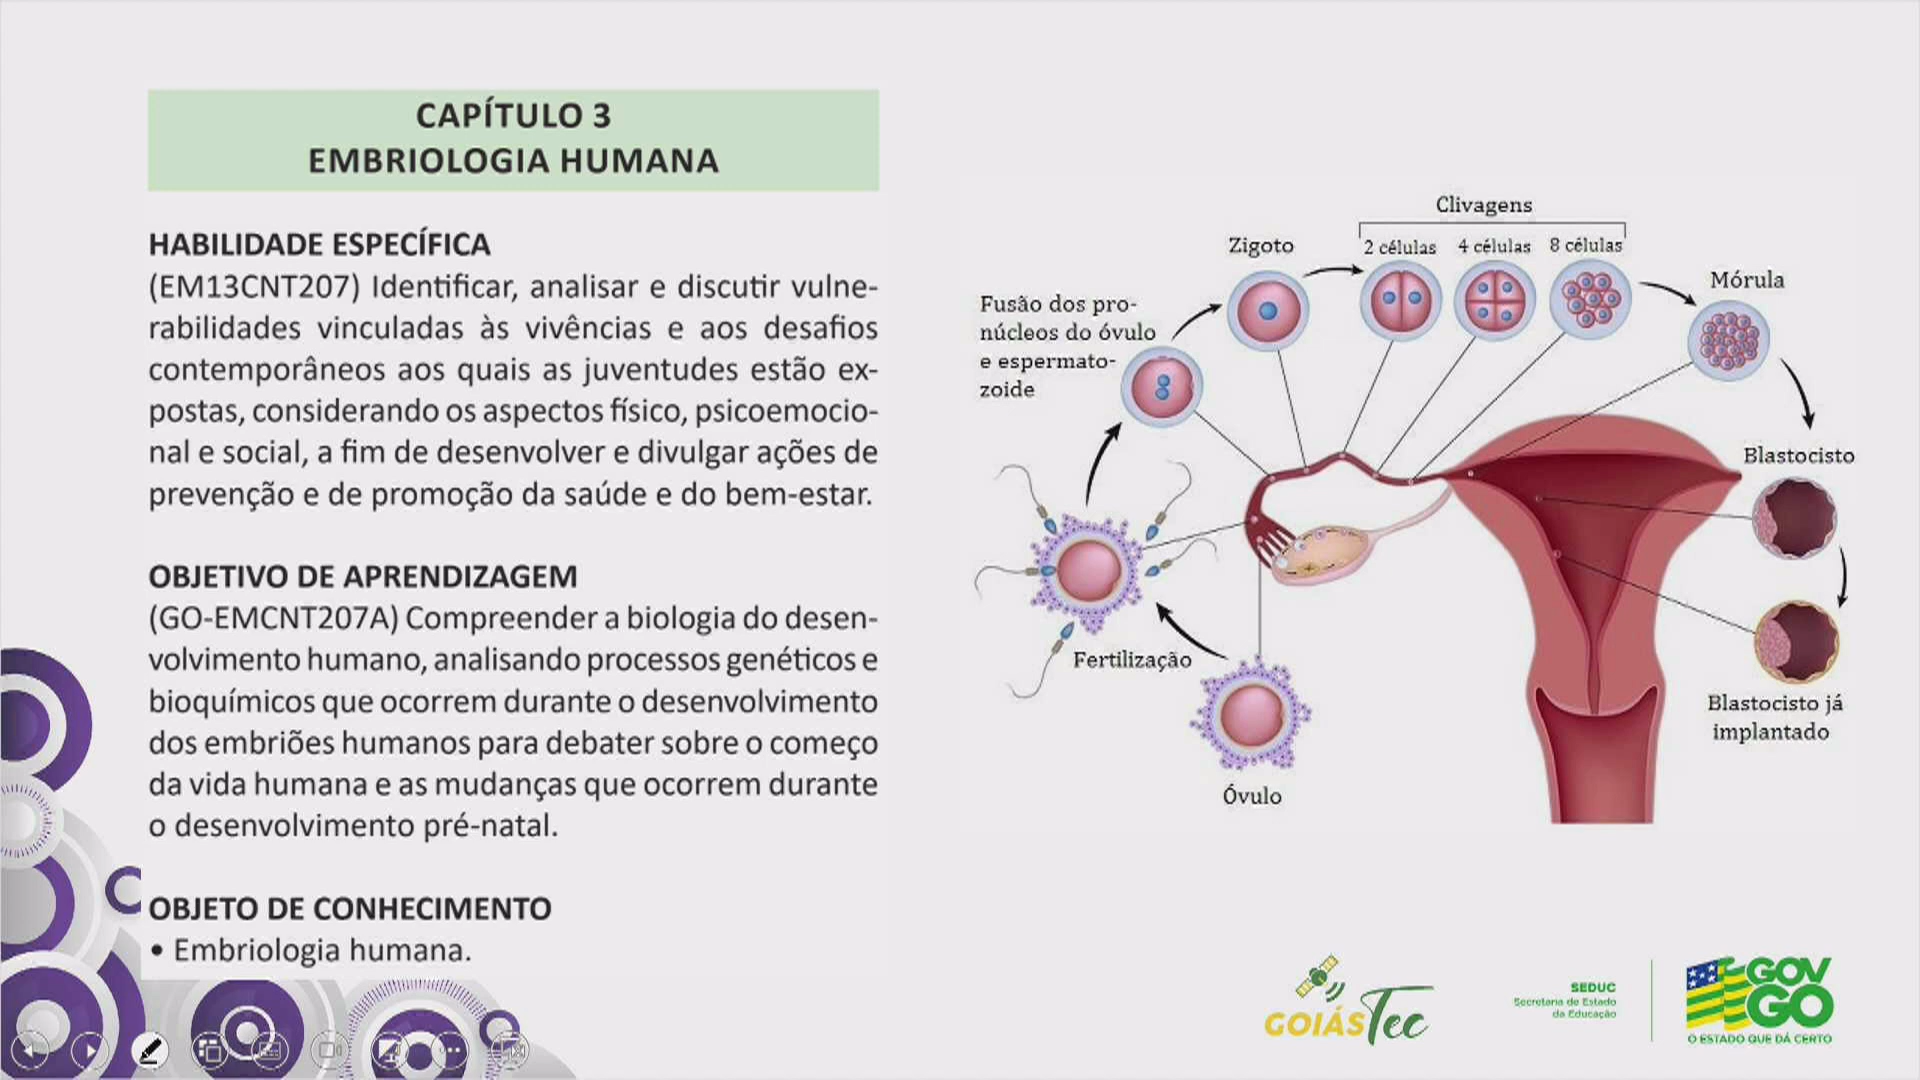 CAPÍTULO 3
EMBRIOLOGIA HUMANA
HABILIDADE ESPECÍFICA
(EM13CNT207) Identificar, analisar e discutir vulne-
rabilidades vinculadas às vivências e aos desafios
contemporâneos aos quais as juventudes estão ex-
postas, considerando os aspectos físico, psicoemocio-
nal e social, a fim de desenvolver e divulgar ações de
prevenção e de promoção da saúde e do bem-estar.
OBJETIVO DE APRENDIZAGEM
(GO-EMCNT207A) Compreender a biologia do desen-
volvimento humano, analisando processos genéticos e
bioquímicos que ocorrem durante o desenvolvimento
dos embriões humanos para debater sobre o começo
da vida humana e as mudanças que ocorrem durante
o desenvolvimento pré-natal.
OBJETO DE CONHECIMENTO
• Embriologia humana.
Clivagens
Zigoto
2 células 4 células 8 células
Mórula
Fusão dos pro-
núcleos do óvulo
e espermato-
zoide
Blastocisto
Fertilização
Blastocisto já
implantado
Óvulo
GOIÁSTec
SEDUC
Secretaria de Estado
da Educação
GOV
GO
O ESTADO QUE DÁ CERTO